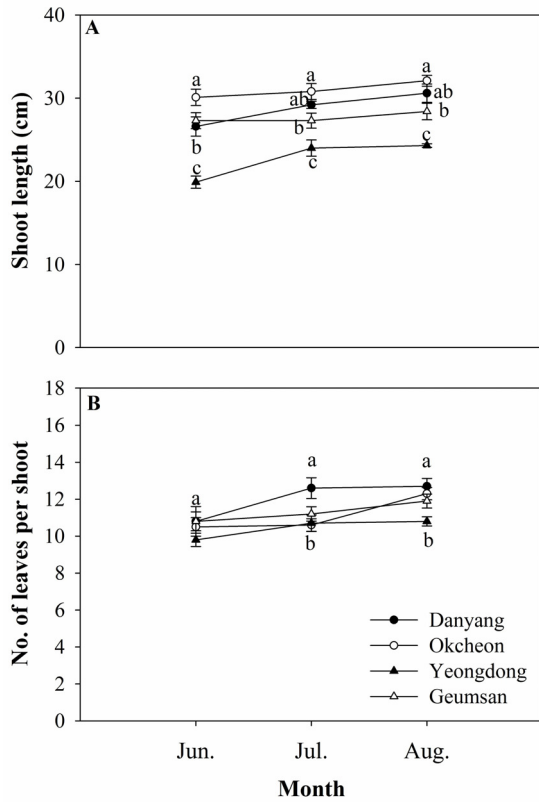 A
40
30
20
10
0
Shoot length (cm)
a
a
a
ab
ab
b
b
b
c
c
c
B
18
16
14
12
10
8
6
4
2
0
No. of leaves per shoot
a
a
a
b
b
Danyang
Okcheon
Yeongdong
Geumsan
Jun. Jul. Aug.
Month